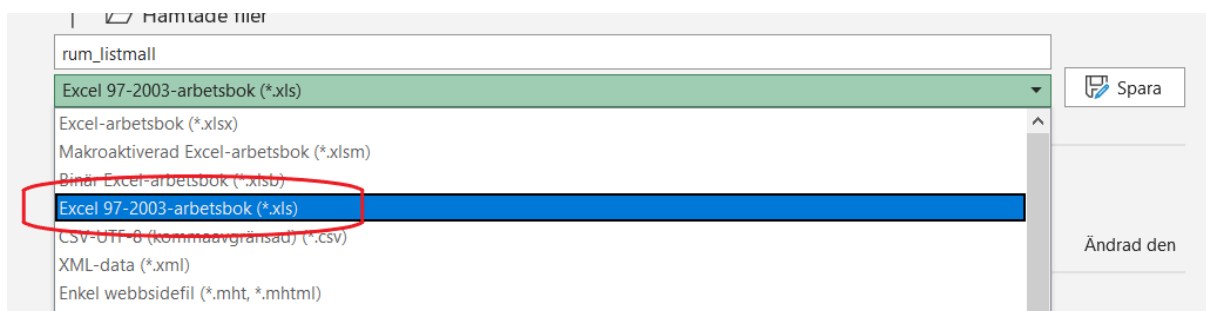 Hämtade filer
rum_listmall
Excel 97-2003-arbetsbok (*.xls)
Spara
Excel-arbetsbok (*.xlsx)
Makroaktiverad Excel-arbetsbok (*.xlsm)
Binär Excel-arbetsbok (*.xlsb)
Excel 97-2003-arbetsbok (*.xls)
CSV-UTF-8 (kommaavgränsad) (*.csv)
Ändrad den
XML-data (*.xml)
Enkel webbsidefil (*.mht, *.mhtml)